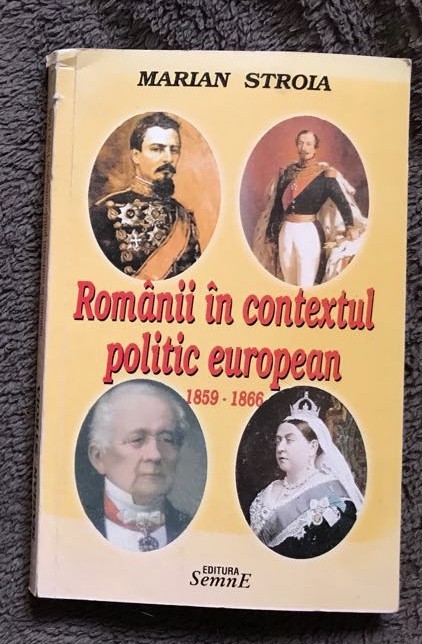 MARIAN STROIA
Românii în contextul
politic european
1859 - 1866
EDITURA
SemnE